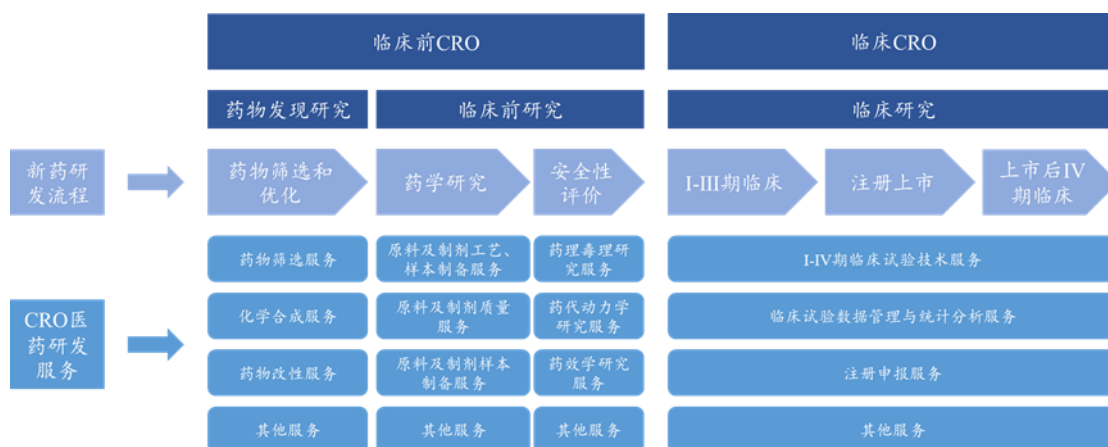 临床前CRO
临床CRO
药物发现研究
临床前研究
临床研究
新药研
发流程
药物筛选和
优化
药学研究
安全性
评价
I-III期临床
注册上市
上市后IV
期临床
CRO医
药研发
服务
药物筛选服务
原料及制剂工艺、
样本制备服务
药理毒理研
究服务
I-IV期临床试验技术服务
化学合成服务
原料及制剂质量
服务
药代动力学
研究服务
临床试验数据管理与统计分析服务
药物改性服务
原料及制剂样本
制备服务
药效学研究
服务
注册申报服务
其他服务
其他服务
其他服务
其他服务